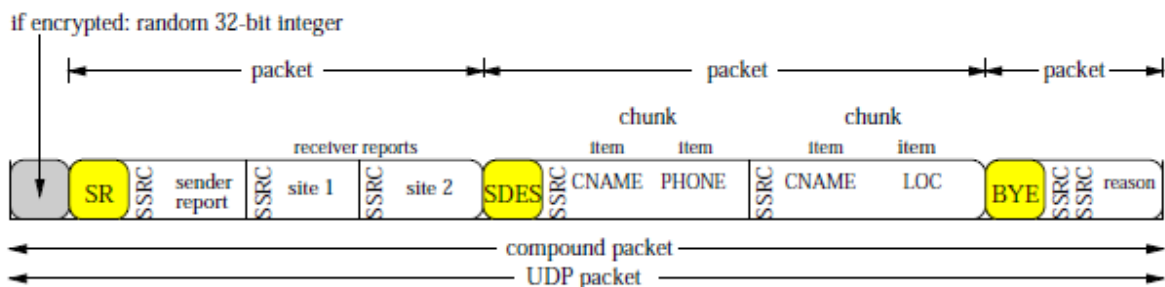 if encrypted: random 32-bit integer
packet packet packet
chunk chunk
receiver reports item item item item
SR SSRC sender report SSRC site 1 SSRC site 2 SDES SSRC CNAME PHONE SSRC CNAME LOC BYE SSRC SSRC reason
compound packet
UDP packet